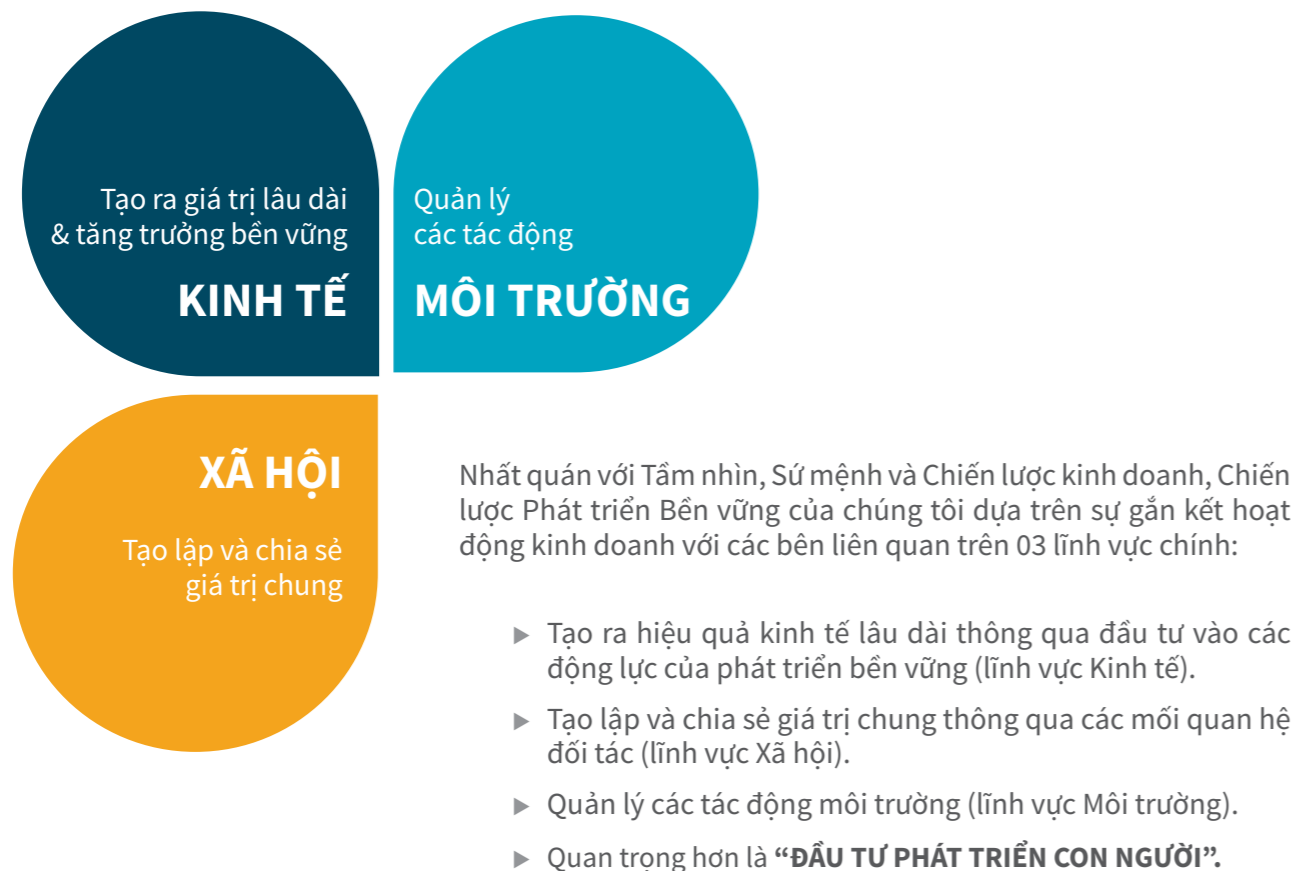 Tạo ra giá trị lâu dài
& tăng trưởng bền vững
KINH TẾ
Quản lý
các tác động
MÔI TRƯỜNG
XÃ HỘI
Tạo lập và chia sẻ
giá trị chung
Nhất quán với Tầm nhìn, Sứ mệnh và Chiến lược kinh doanh, Chiến
lược Phát triển Bền vững của chúng tôi dựa trên sự gắn kết hoạt
động kinh doanh với các bên liên quan trên 03 lĩnh vực chính:
▶ Tạo ra hiệu quả kinh tế lâu dài thông qua đầu tư vào các
động lực của phát triển bền vững (lĩnh vực Kinh tế).
▶ Tạo lập và chia sẻ giá trị chung thông qua các mối quan hệ
đối tác (lĩnh vực Xã hội).
▶ Quản lý các tác động môi trường (lĩnh vực Môi trường).
▶ Quan trọng hơn là “ĐẦU TƯ PHÁT TRIỂN CON NGƯỜI”.